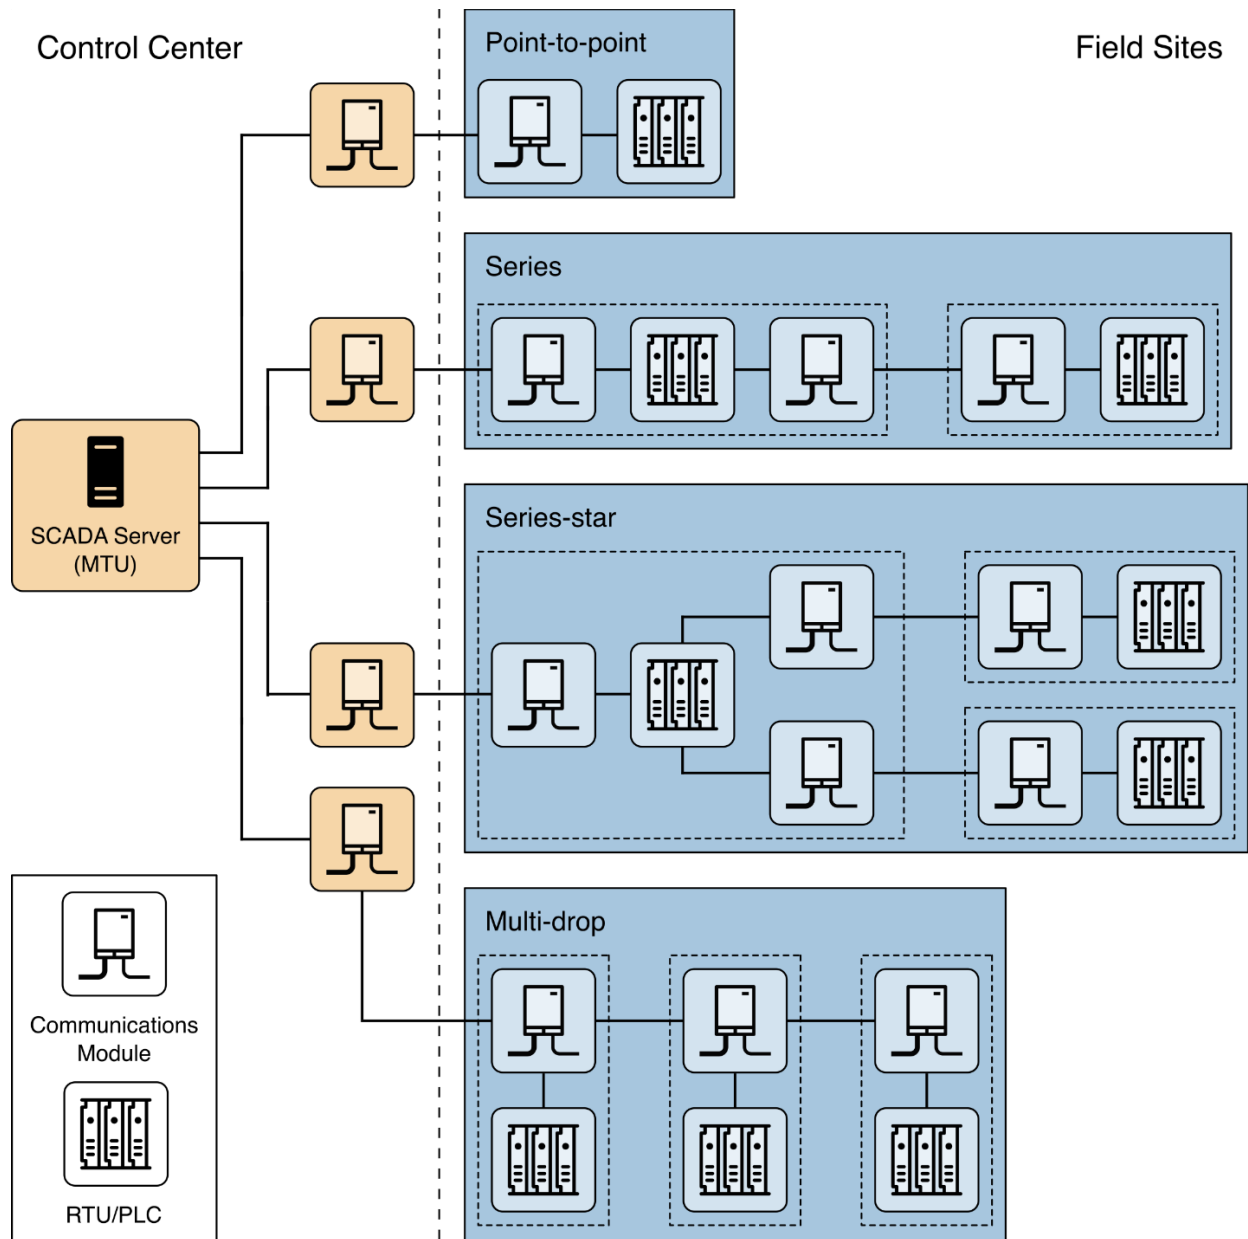 Control Center
Field Sites
Point-to-point
Series
SCADA Server
(MTU)
Series-star
Multi-drop
Communications
Module
RTU/PLC